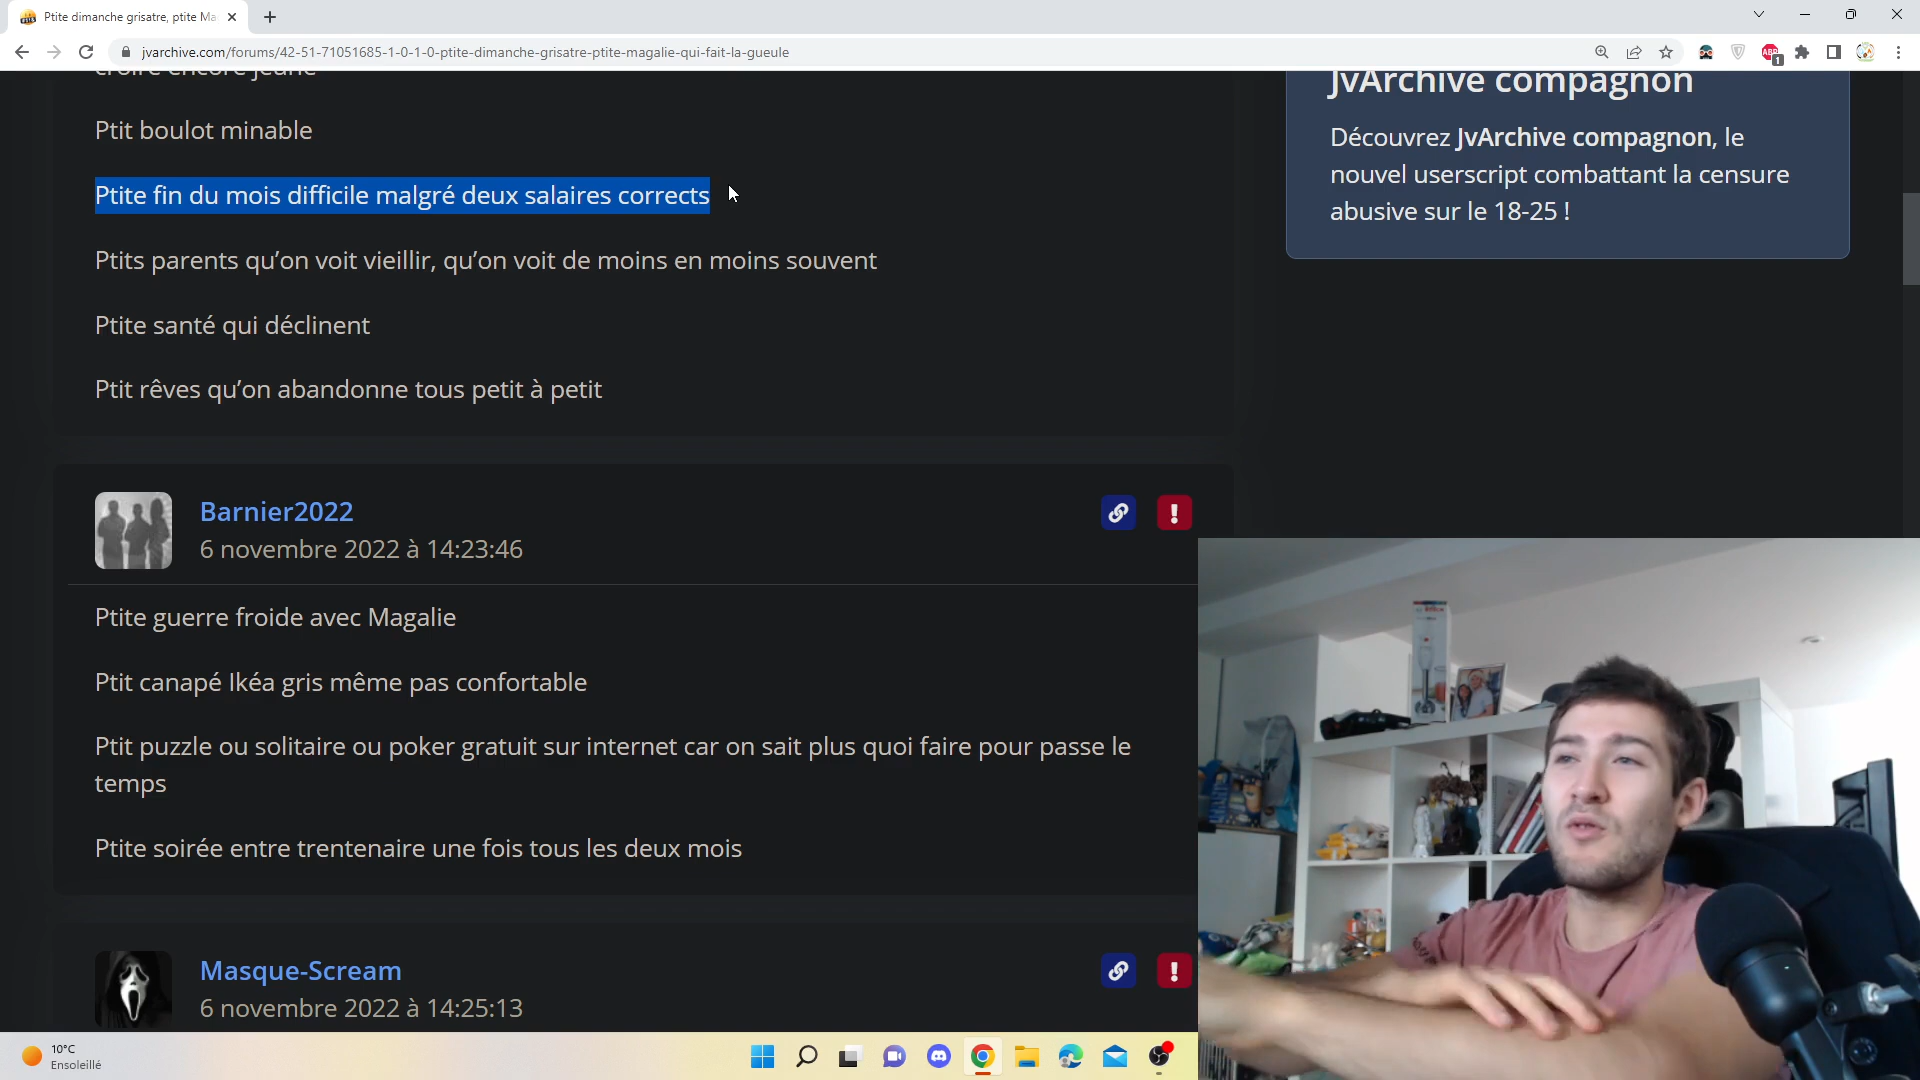 Ptite dimanche grisatre, ptite Ma
jvarchive.com/forums/42-51-71051685-1-0-1-0-ptite-dimanche-grisatre-ptite-magalie-qui-fait-la-gueule
croire encore jeune
Ptit boulot minable
Ptite fin du mois difficile malgré deux salaires corrects
Ptits parents qu’on voit vieillir, qu’on voit de moins en moins souvent
Ptite santé qui déclinent
Ptit rêves qu’on abandonne tous petit à petit
JvArchive compagnon
Découvrez JvArchive compagnon, le
nouvel userscript combattant la censure
abusive sur le 18-25 !
Barnier2022
6 novembre 2022 à 14:23:46
Ptite guerre froide avec Magalie
Ptit canapé Ikéa gris même pas confortable
Ptit puzzle ou solitaire ou poker gratuit sur internet car on sait plus quoi faire pour passe le
temps
Ptite soirée entre trentenaire une fois tous les deux mois
Masque-Scream
6 novembre 2022 à 14:25:13
10°C
Ensoleillé
ABP
1